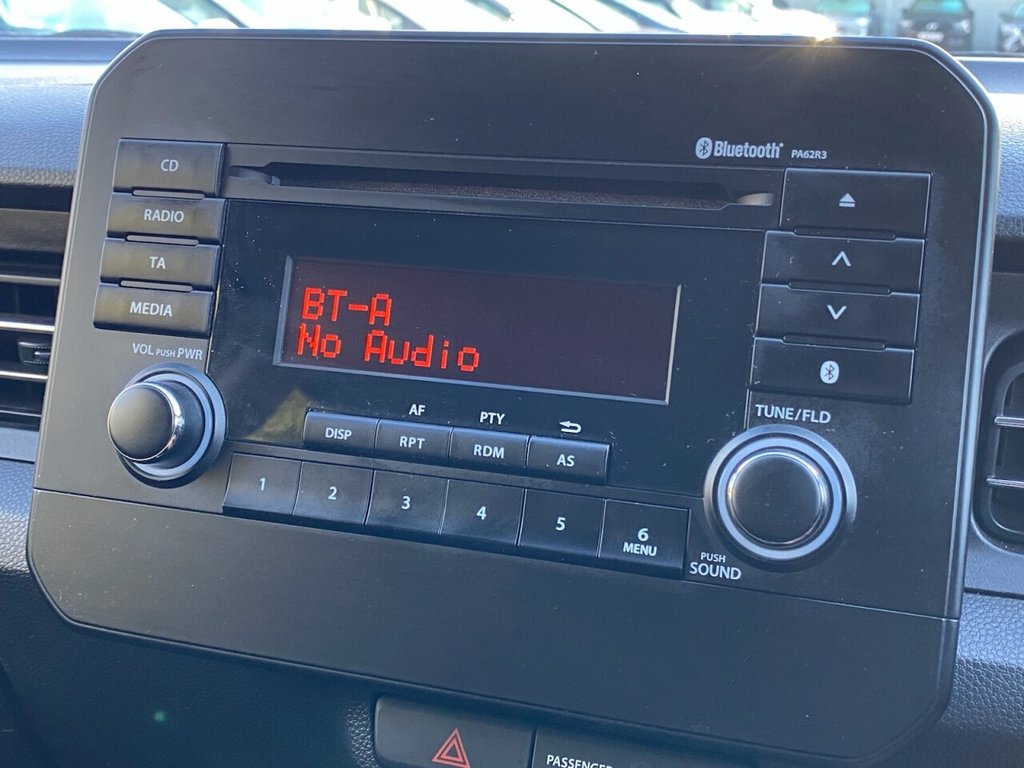 Bluetooth PA62R3
CD
RADIO
TA
MEDIA
BT-A
No Audio
VOL PUSH PWR
AF PTY
DISP RPT RDM AS
TUNE/FLD
1 2 3 4 5 6
MENU
PUSH
SOUND
PASSENGER